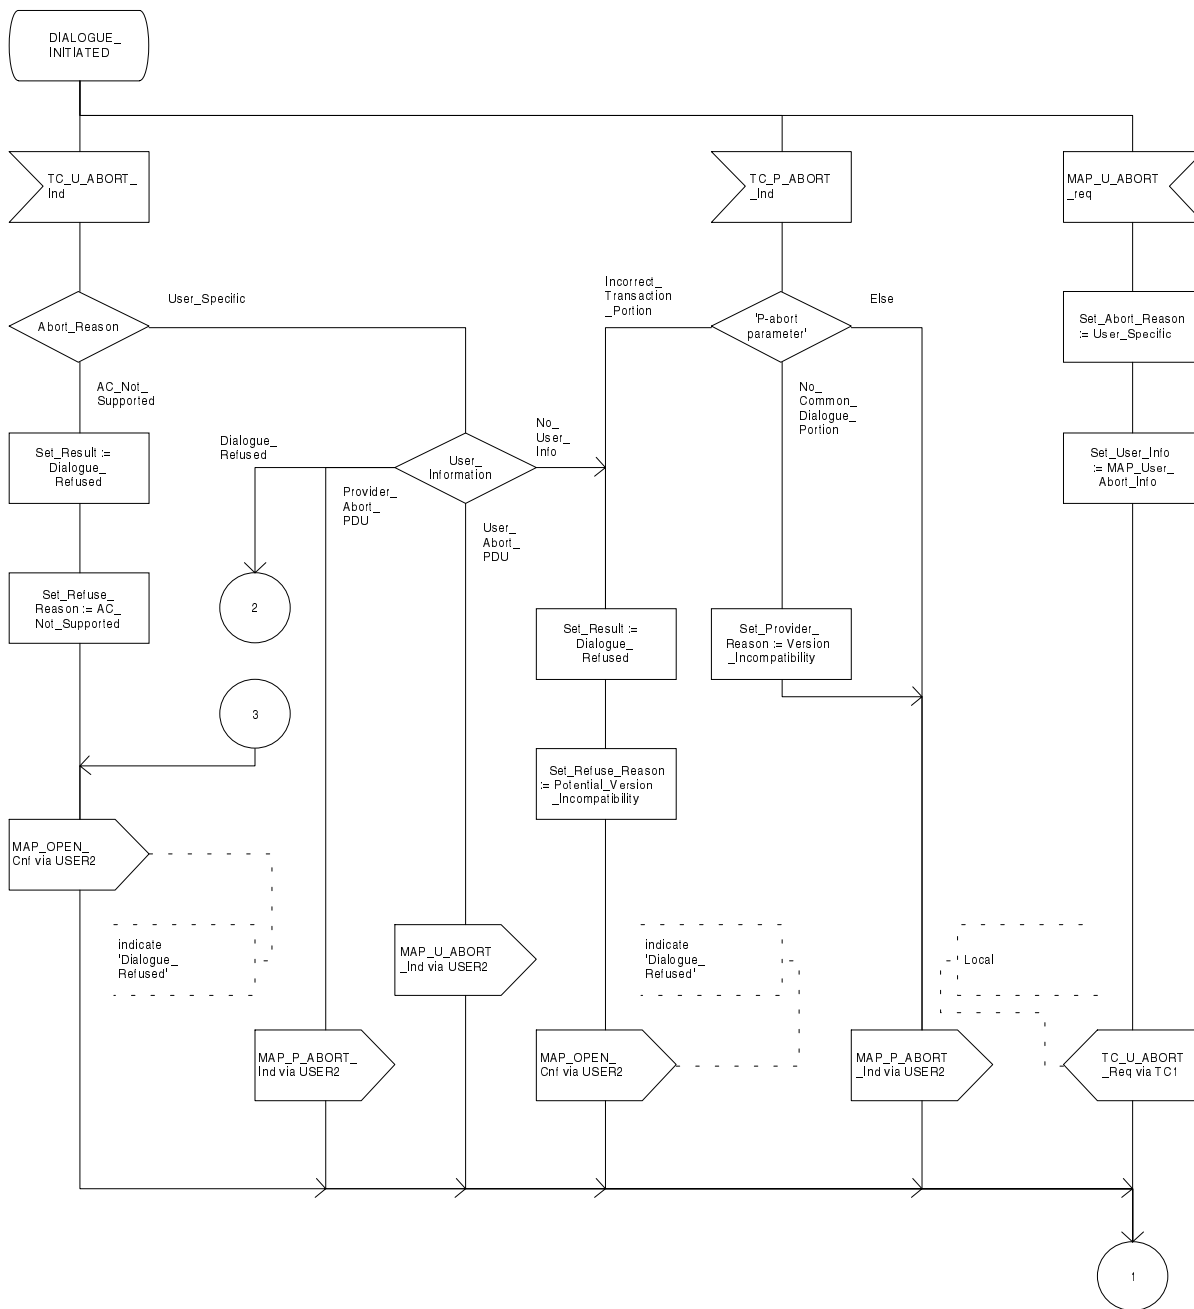 DIALOGUE_
INITIATED
TC_U_ABORT_
Ind
TC_P_ABORT
_Ind
MAP_U_ABORT
_req
Abort_Reason
User_Specific
AC_Not_
Supported
Incorrect_
Transaction
_Portion
'P-abort
parameter'
Else
No_
Common_
Dialogue_
Portion
Set_Abort_Reason
:= User_Specific
Set_Result :=
Dialogue_
Refused
Dialogue_
Refused
Provider_
Abort_
PDU
User_
Information
No_
User_
Info
User_
Abort_
PDU
Set_User_Info
:= MAP_User_
Abort_Info
Set_Refuse_
Reason := AC_
Not_Supported
2
Set_Result :=
Dialogue_
Refused
Set_Provider_
Reason := Version
_Incompatibility
3
Set_Refuse_Reason
:= Potential_Version
_Incompatibility
MAP_OPEN_
Cnf via USER2
indicate
'Dialogue_
Refused'
MAP_U_ABORT
_Ind via USER2
indicate
'Dialogue_
Refused'
Local
MAP_P_ABORT_
Ind via USER2
MAP_OPEN_
Cnf via USER2
MAP_P_ABORT
_Ind via USER2
TC_U_ABORT
_Req via TC1
1